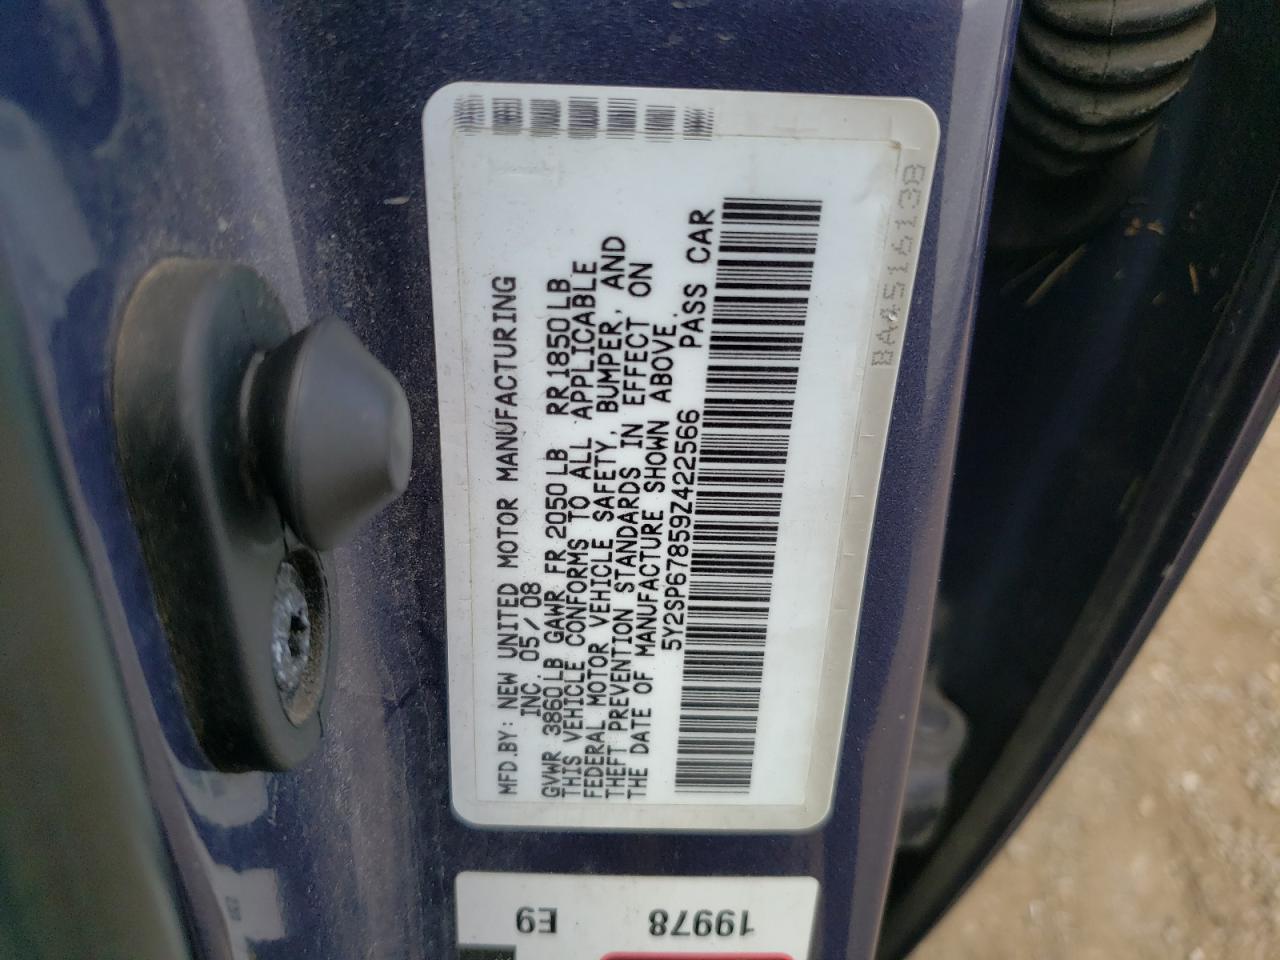 MFD.BY: NEW UNITED MOTOR MANUFACTURING
INC. 05/08
GVWR 3860LB GAWR FR 2050LB RR 1850LB
THIS VEHICLE CONFORMS TO ALL APPLICABLE
FEDERAL MOTOR VEHICLE SAFETY, BUMPER, AND
THEFT PREVENTION STANDARDS IN EFFECT ON
THE DATE OF MANUFACTURE SHOWN ABOVE.
5Y2SP67859Z422566 PASS CAR
BA4516138
19978
E9